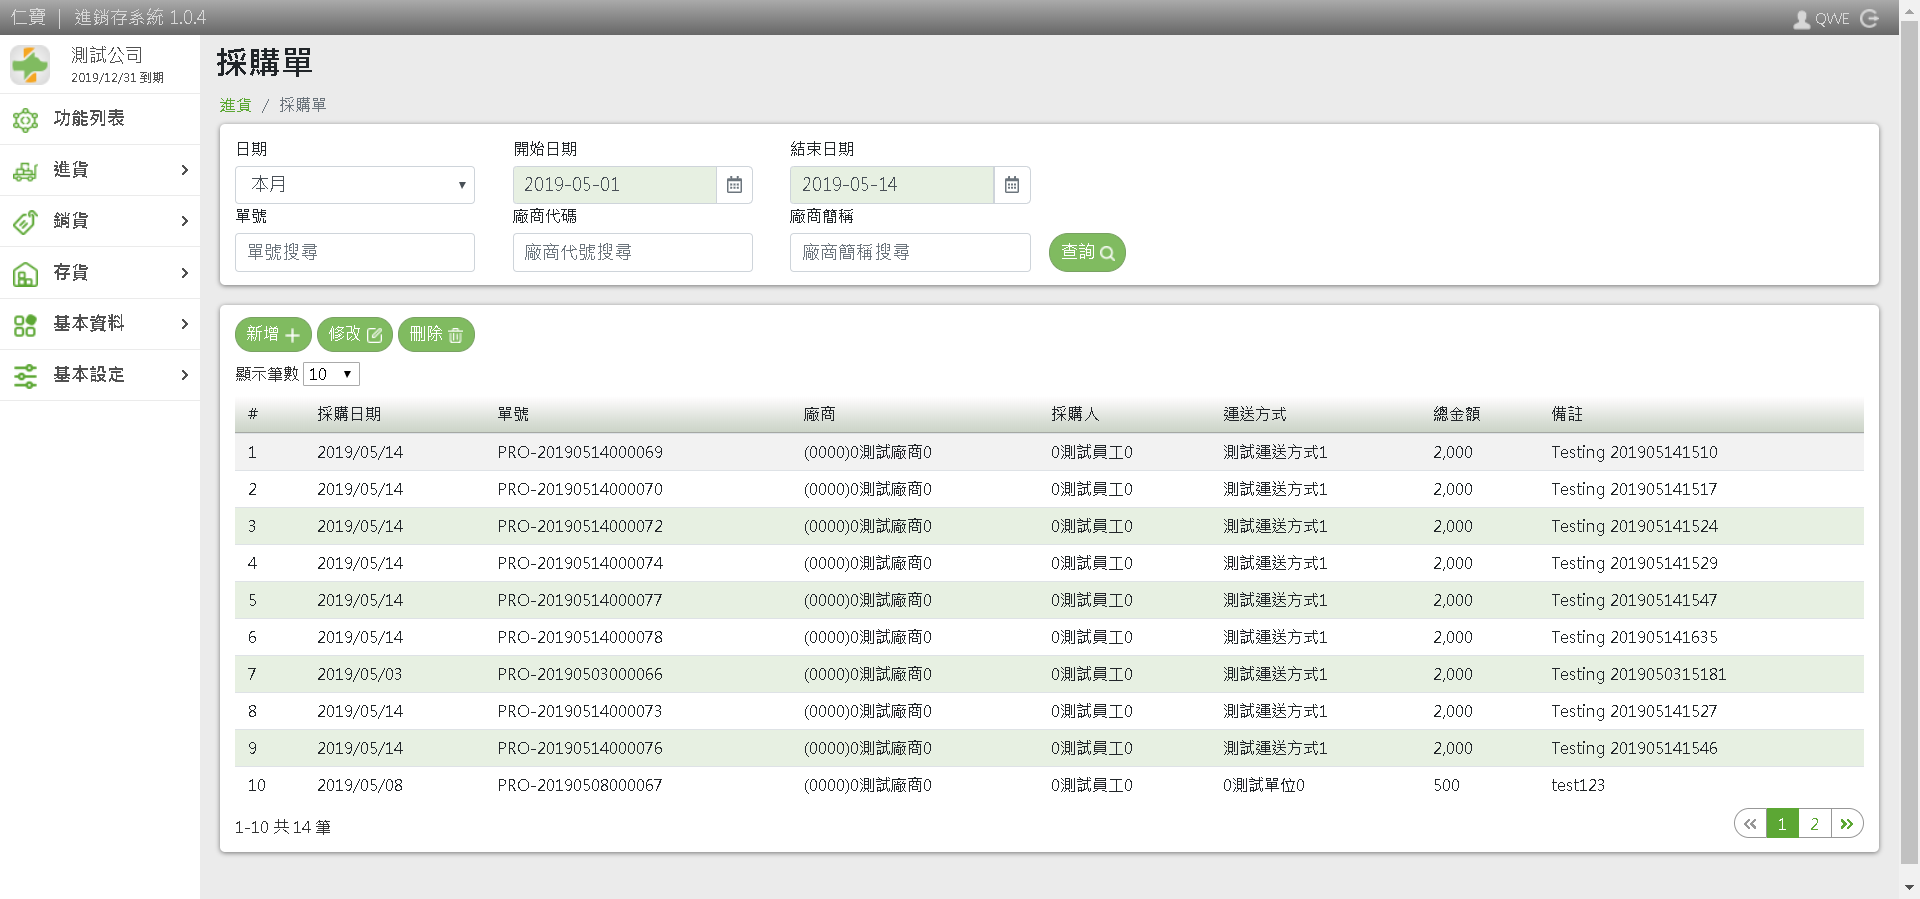 仁寶 | 進銷存系統 1.0.4
QWE
測試公司
2019/12/31 到期
功能列表
進貨
銷貨
存貨
基本資料
基本設定
採購單
進貨 / 採購單
日期 開始日期 結束日期
本月 2019-05-01 2019-05-14
單號 廠商代碼 廠商簡稱
單號搜尋 廠商代號搜尋 廠商簡稱搜尋 查詢
新增 修改 刪除
顯示筆數 10
# 採購日期 單號 廠商 採購人 運送方式 總金額 備註
1 2019/05/14 PRO-20190514000069 (0000)0測試廠商0 0測試員工0 測試運送方式1 2,000 Testing 201905141510
2 2019/05/14 PRO-20190514000070 (0000)0測試廠商0 0測試員工0 測試運送方式1 2,000 Testing 201905141517
3 2019/05/14 PRO-20190514000072 (0000)0測試廠商0 0測試員工0 測試運送方式1 2,000 Testing 201905141524
4 2019/05/14 PRO-20190514000074 (0000)0測試廠商0 0測試員工0 測試運送方式1 2,000 Testing 201905141529
5 2019/05/14 PRO-20190514000077 (0000)0測試廠商0 0測試員工0 測試運送方式1 2,000 Testing 201905141547
6 2019/05/14 PRO-20190514000078 (0000)0測試廠商0 0測試員工0 測試運送方式1 2,000 Testing 201905141635
7 2019/05/03 PRO-20190503000066 (0000)0測試廠商0 0測試員工0 測試運送方式1 2,000 Testing 2019050315181
8 2019/05/14 PRO-20190514000073 (0000)0測試廠商0 0測試員工0 測試運送方式1 2,000 Testing 201905141527
9 2019/05/14 PRO-20190514000076 (0000)0測試廠商0 0測試員工0 測試運送方式1 2,000 Testing 201905141546
10 2019/05/08 PRO-20190508000067 (0000)0測試廠商0 0測試員工0 0測試單位0 500 test123
1-10 共 14 筆
« 1 2 »